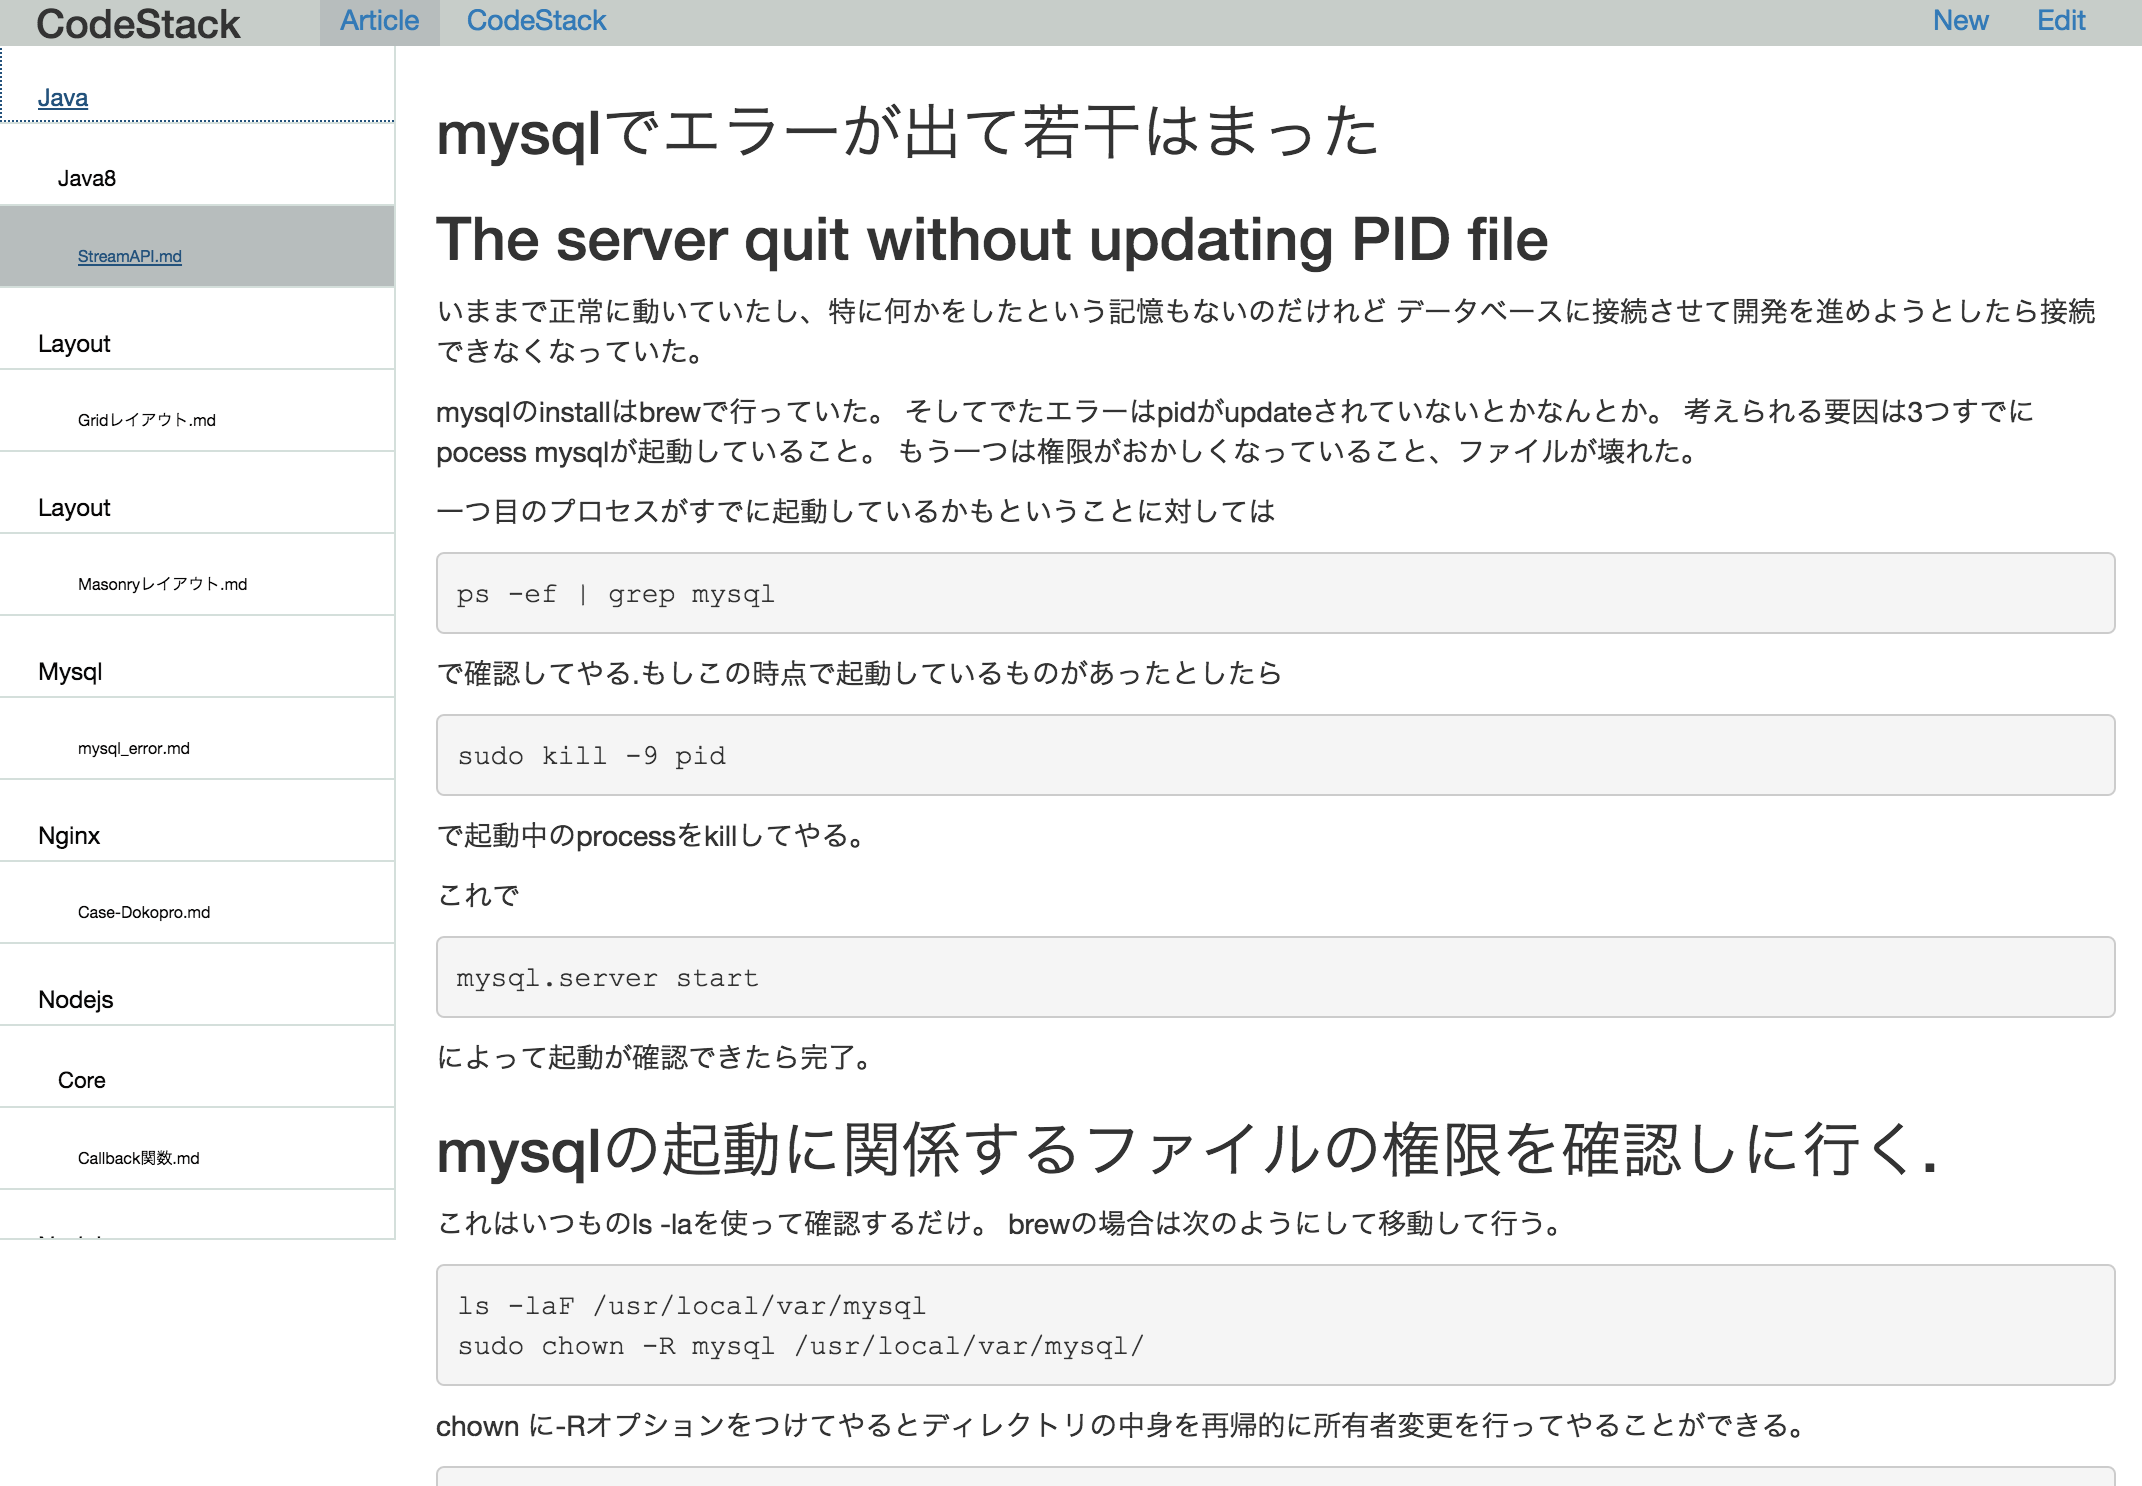 CodeStack Article CodeStack New Edit
Java
Java8
StreamAPI.md
Layout
Gridレイアウト.md
Layout
Masonryレイアウト.md
Mysql
mysql_error.md
Nginx
Case-Dokopro.md
Nodejs
Core
Callback関数.md
mysqlでエラーが出て若干はまった
The server quit without updating PID file
いままで正常に動いていたし、特に何かをしたという記憶もないのだけれど データベースに接続させて開発を進めようとしたら接続
できなくなっていた。
mysqlのinstallはbrewで行っていた。 そしてでたエラーはpidがupdateされていないとかなんとか。 考えられる要因は3つすでに
pocess mysqlが起動していること。 もう一つは権限がおかしくなっていること、ファイルが壊れた。
一つ目のプロセスがすでに起動しているかもということに対しては
ps -ef | grep mysql
で確認してやる.もしこの時点で起動しているものがあったとしたら
sudo kill -9 pid
で起動中のprocessをkillしてやる。
これで
mysql.server start
によって起動が確認できたら完了。
mysqlの起動に関係するファイルの権限を確認しに行く.
これはいつものls -laを使って確認するだけ。 brewの場合は次のようにして移動して行う。
ls -laF /usr/local/var/mysql
sudo chown -R mysql /usr/local/var/mysql/
chown に-Rオプションをつけてやるとディレクトリの中身を再帰的に所有者変更を行ってやることができる。